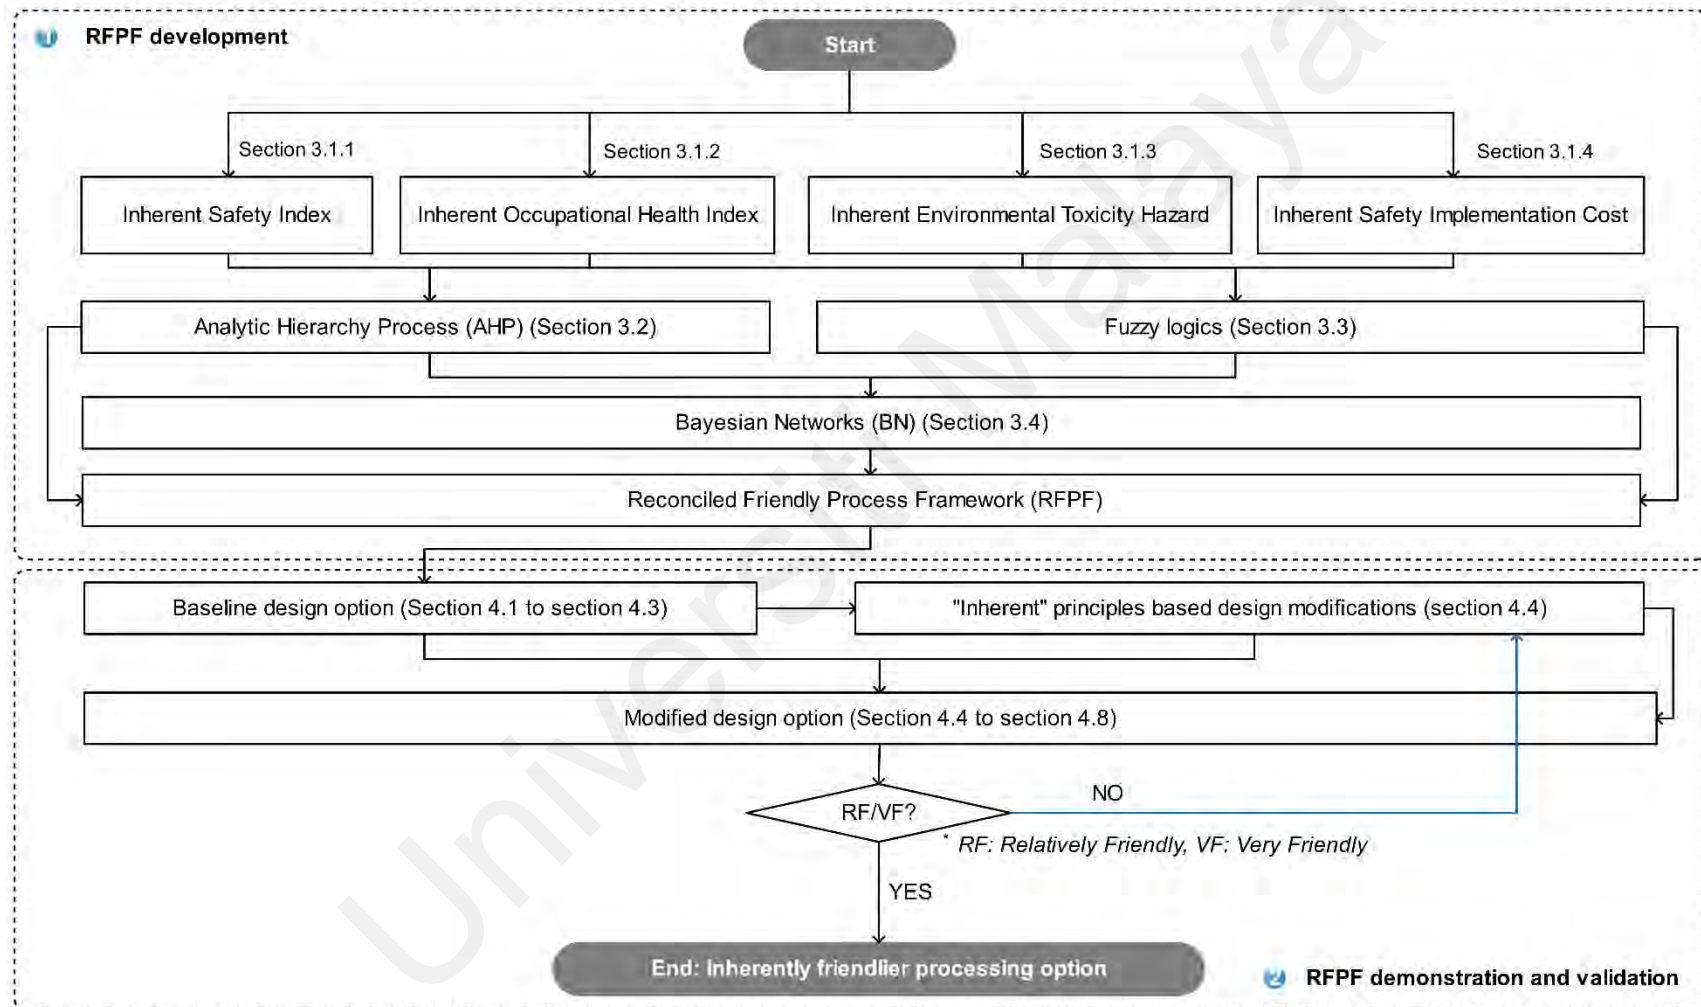 1 RFPF development
Start
Section 3.1.1
Section 3.1.2
Section 3.1.3
Section 3.1.4
Inherent Safety Index
Inherent Occupational Health Index
Inherent Environmental Toxicity Hazard
Inherent Safety Implementation Cost
Analytic Hierarchy Process (AHP) (Section 3.2)
Fuzzy logics (Section 3.3)
Bayesian Networks (BN) (Section 3.4)
Reconciled Friendly Process Framework (RFPF)
Baseline design option (Section 4.1 to section 4.3)
"Inherent" principles based design modifications (section 4.4)
Modified design option (Section 4.4 to section 4.8)
RF/VF?
NO
* RF: Relatively Friendly, VF: Very Friendly
YES
End: Inherently friendlier processing option
2 RFPF demonstration and validation
Universiti Malaya